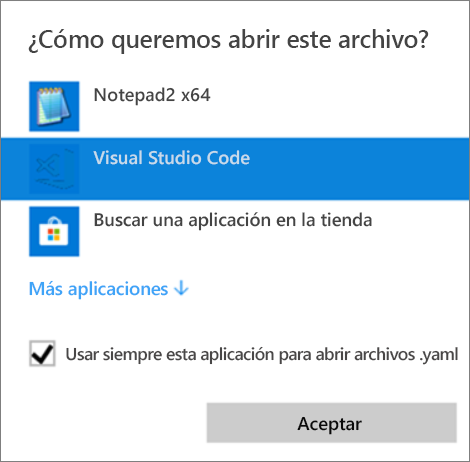 ¿Cómo queremos abrir este archivo?
Notepad2 x64
Visual Studio Code
Buscar una aplicación en la tienda
Más aplicaciones ↓
Usar siempre esta aplicación para abrir archivos .yaml
Aceptar